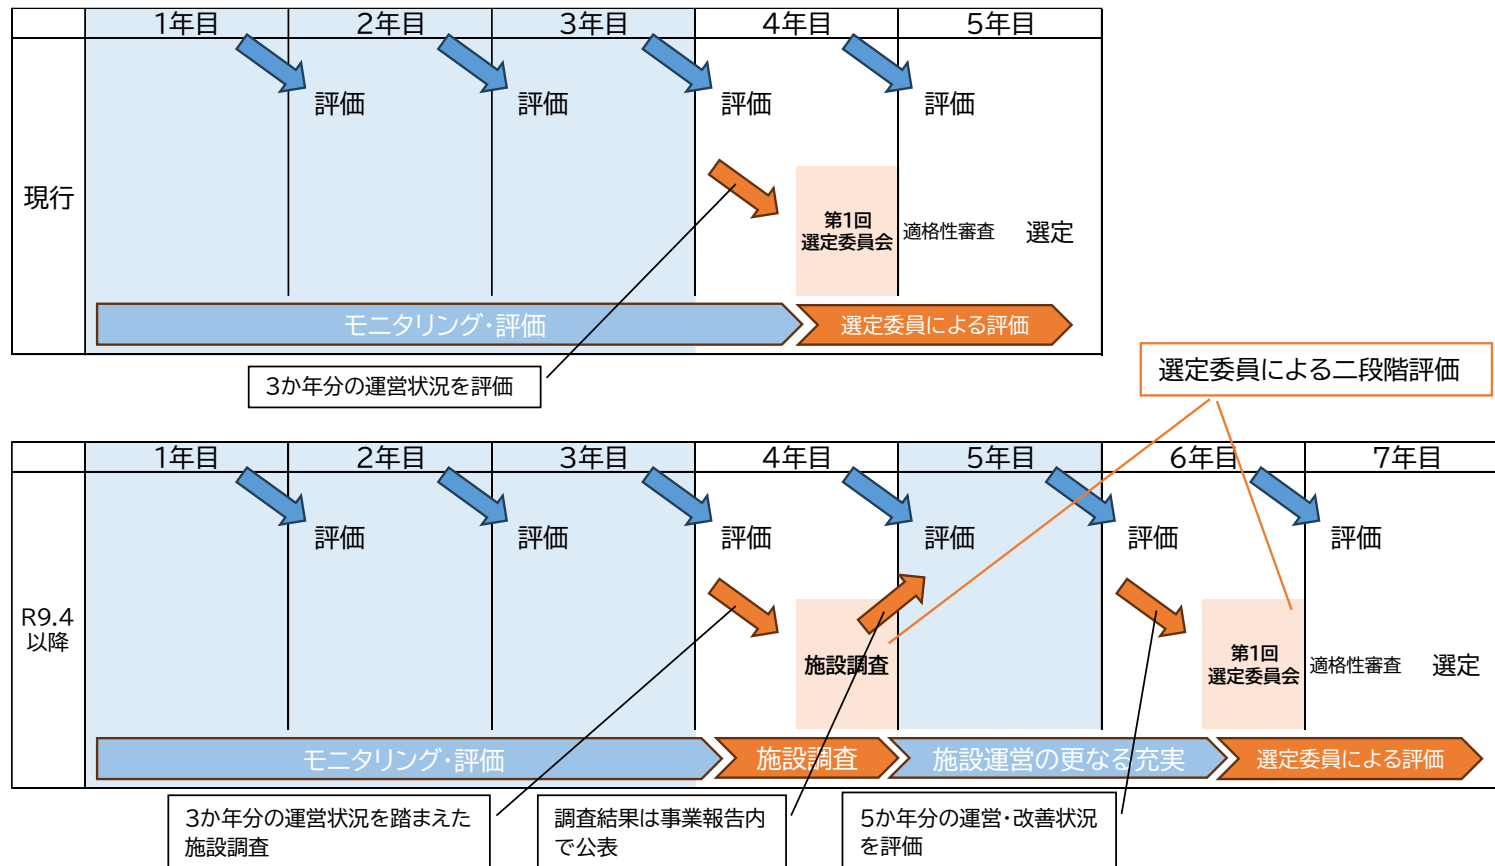 1年目 2年目 3年目 4年目 5年目
評価 評価 評価 評価
現行
第1回
選定委員会
適格性審査 選定
モニタリング・評価 選定委員による評価
3か年分の運営状況を評価
選定委員による二段階評価
1年目 2年目 3年目 4年目 5年目 6年目 7年目
評価 評価 評価 評価 評価 評価
R9.4
以降
施設調査
第1回
選定委員会
適格性審査 選定
モニタリング・評価 施設調査 施設運営の更なる充実 選定委員による評価
3か年分の運営状況を踏まえた
施設調査
調査結果は事業報告内
で公表
5か年分の運営・改善状況
を評価